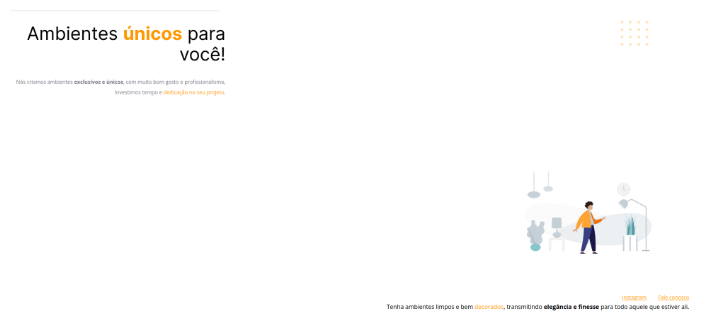 Ambientes únicos para
você!
Nós criamos ambientes exclusivos e únicos, com muito bom gosto e profissionalismo,
investimos tempo e dedicação no seu projeto.
Instagram Fale conosco
Tenha ambientes limpos e bem decorados, transmitindo elegância e finesse para todo aquele que estiver ali.